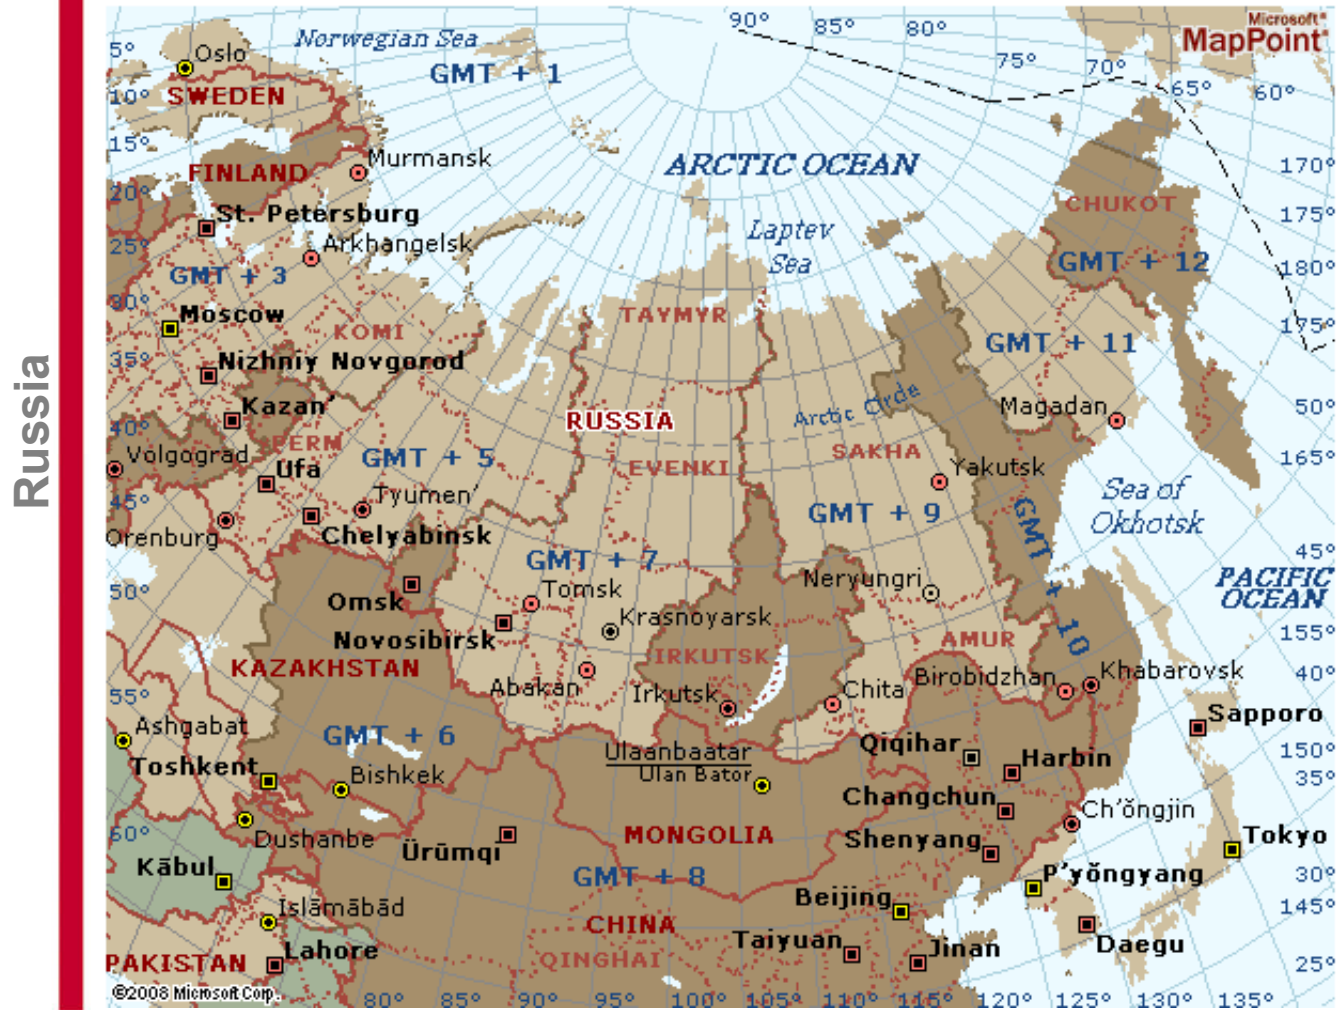 Russia
Microsoft®
MapPoint®
90°
85°
80°
75°
70°
65°
60°
5°
Oslo
Norwegian Sea
GMT + 1
10°
SWEDEN
15°
Murmansk
ARCTIC OCEAN
170°
FINLAND
20°
St. Petersburg
CHUKOT
175°
25°
Arkhangelsk
Laptev
Sea
GMT + 3
GMT + 12
180°
30°
Moscow
KOMI
TAYMYR
175°
35°
Nizhniy Novgorod
GMT + 11
Kazan'
RUSSIA
Arctic Circle
Magadan
50°
40°
PERM
Volgograd
GMT + 5
EVENKI
SAKHA
165°
Ufa
Yakutsk
45°
Tyumen'
GMT + 9
Sea of
Okhotsk
Orenburg
Chelyabinsk
GMT + 7
GMT + 10
45°
50°
Omsk
Tomsk
Neryungri
PACIFIC
OCEAN
Novosibirsk
Krasnoyarsk
AMUR
155°
KAZAKHSTAN
IRKUTSK
55°
Abakan
Irkutsk
Chita
Birobidzhan
Khabarovsk
40°
Ashgabat
GMT + 6
Sapporo
Toshkent
Bishkek
Ulaanbaatar
Ulan Bator
Qiqihar
Harbin
150°
35°
60°
Dushanbe
Ürümqi
MONGOLIA
Changchun
Ch'ŏngjin
Shenyang
Tokyo
Kābul
GMT + 8
P'yŏngyang
30°
Islāmābād
Beijing
145°
CHINA
PAKISTAN
Lahore
QINGHAI
Taiyuan
Jinan
Daegu
25°
©2008 Microsoft Corp.
80°
85°
90°
95°
100°
105°
110°
115°
120°
125°
130°
135°